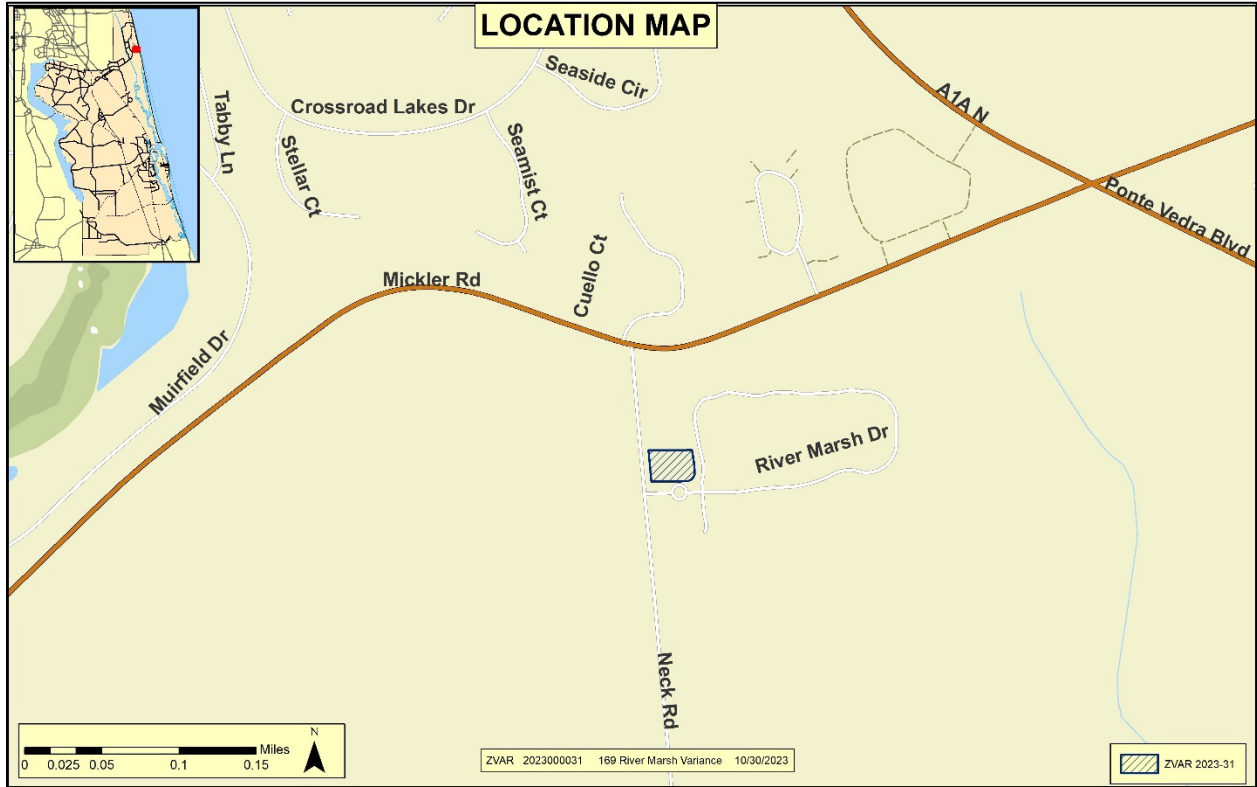 LOCATION MAP
Seaside Cir
Crossroad Lakes Dr
Tabby Ln
Stellar Ct
Seamist Ct
A1A N
Ponte Vedra Blvd
Cuello Ct
Mickler Rd
Muirfield Dr
River Marsh Dr
Neck Rd
Miles
0 0.025 0.05 0.1 0.15
N
ZVAR 2023000031 169 River Marsh Variance 10/30/2023
ZVAR 2023-31